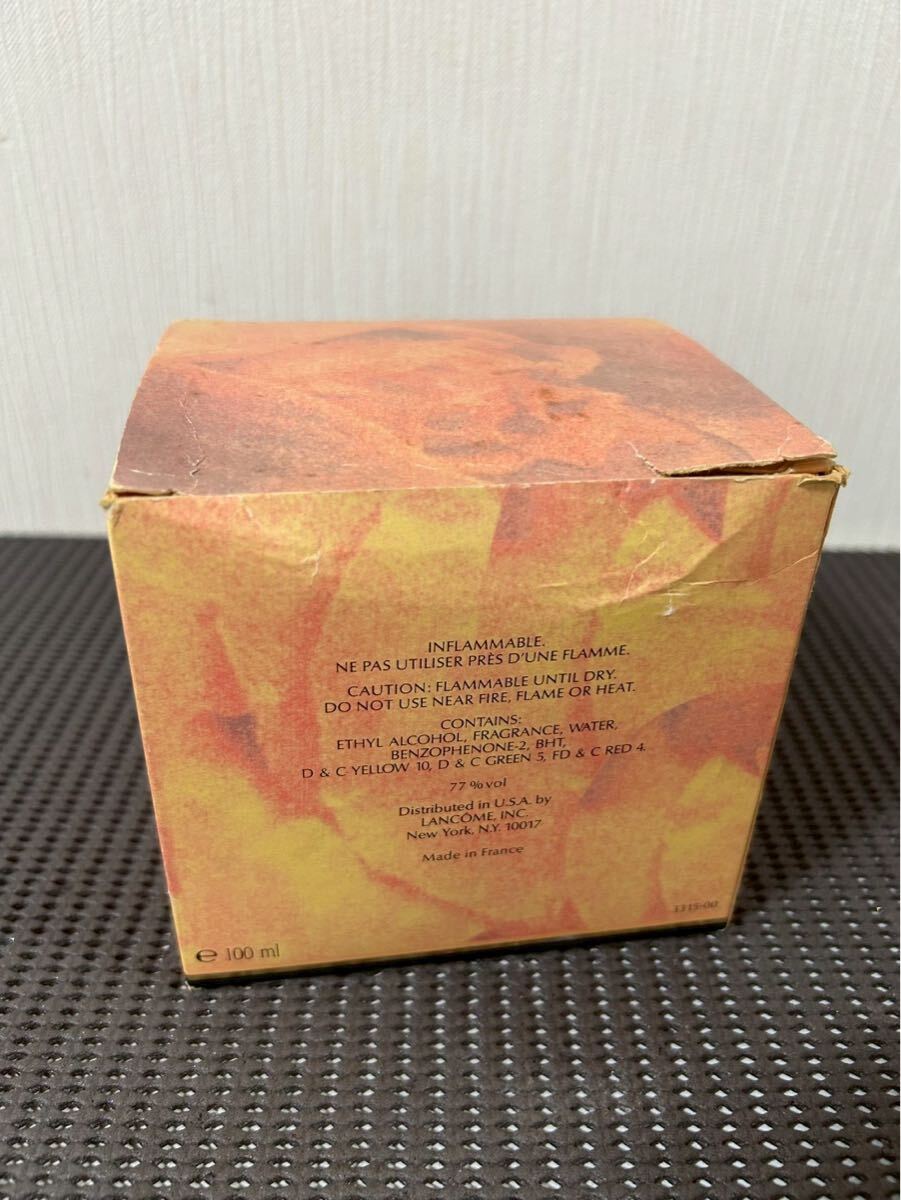 INFLAMMABLE.
NE PAS UTILISER PRÈS D'UNE FLAMME.
CAUTION: FLAMMABLE UNTIL DRY.
DO NOT USE NEAR FIRE, FLAME OR HEAT.
CONTAINS:
ETHYL ALCOHOL, FRAGRANCE, WATER,
BENZOPHENONE-2, BHT,
D & C YELLOW 10, D & C GREEN 5, FD & C RED 4.
77 % vol
Distributed in U.S.A. by
LANCÔME, INC.
New York, N.Y. 10017
Made in France
℮ 100 ml